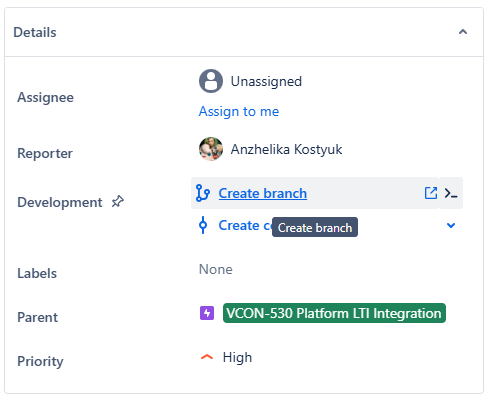 Details
Assignee
Unassigned
Assign to me
Reporter
Anzhelika Kostyuk
Development
Create branch
Create
Create branch
Labels
None
Parent
VCON-530 Platform LTI Integration
Priority
High